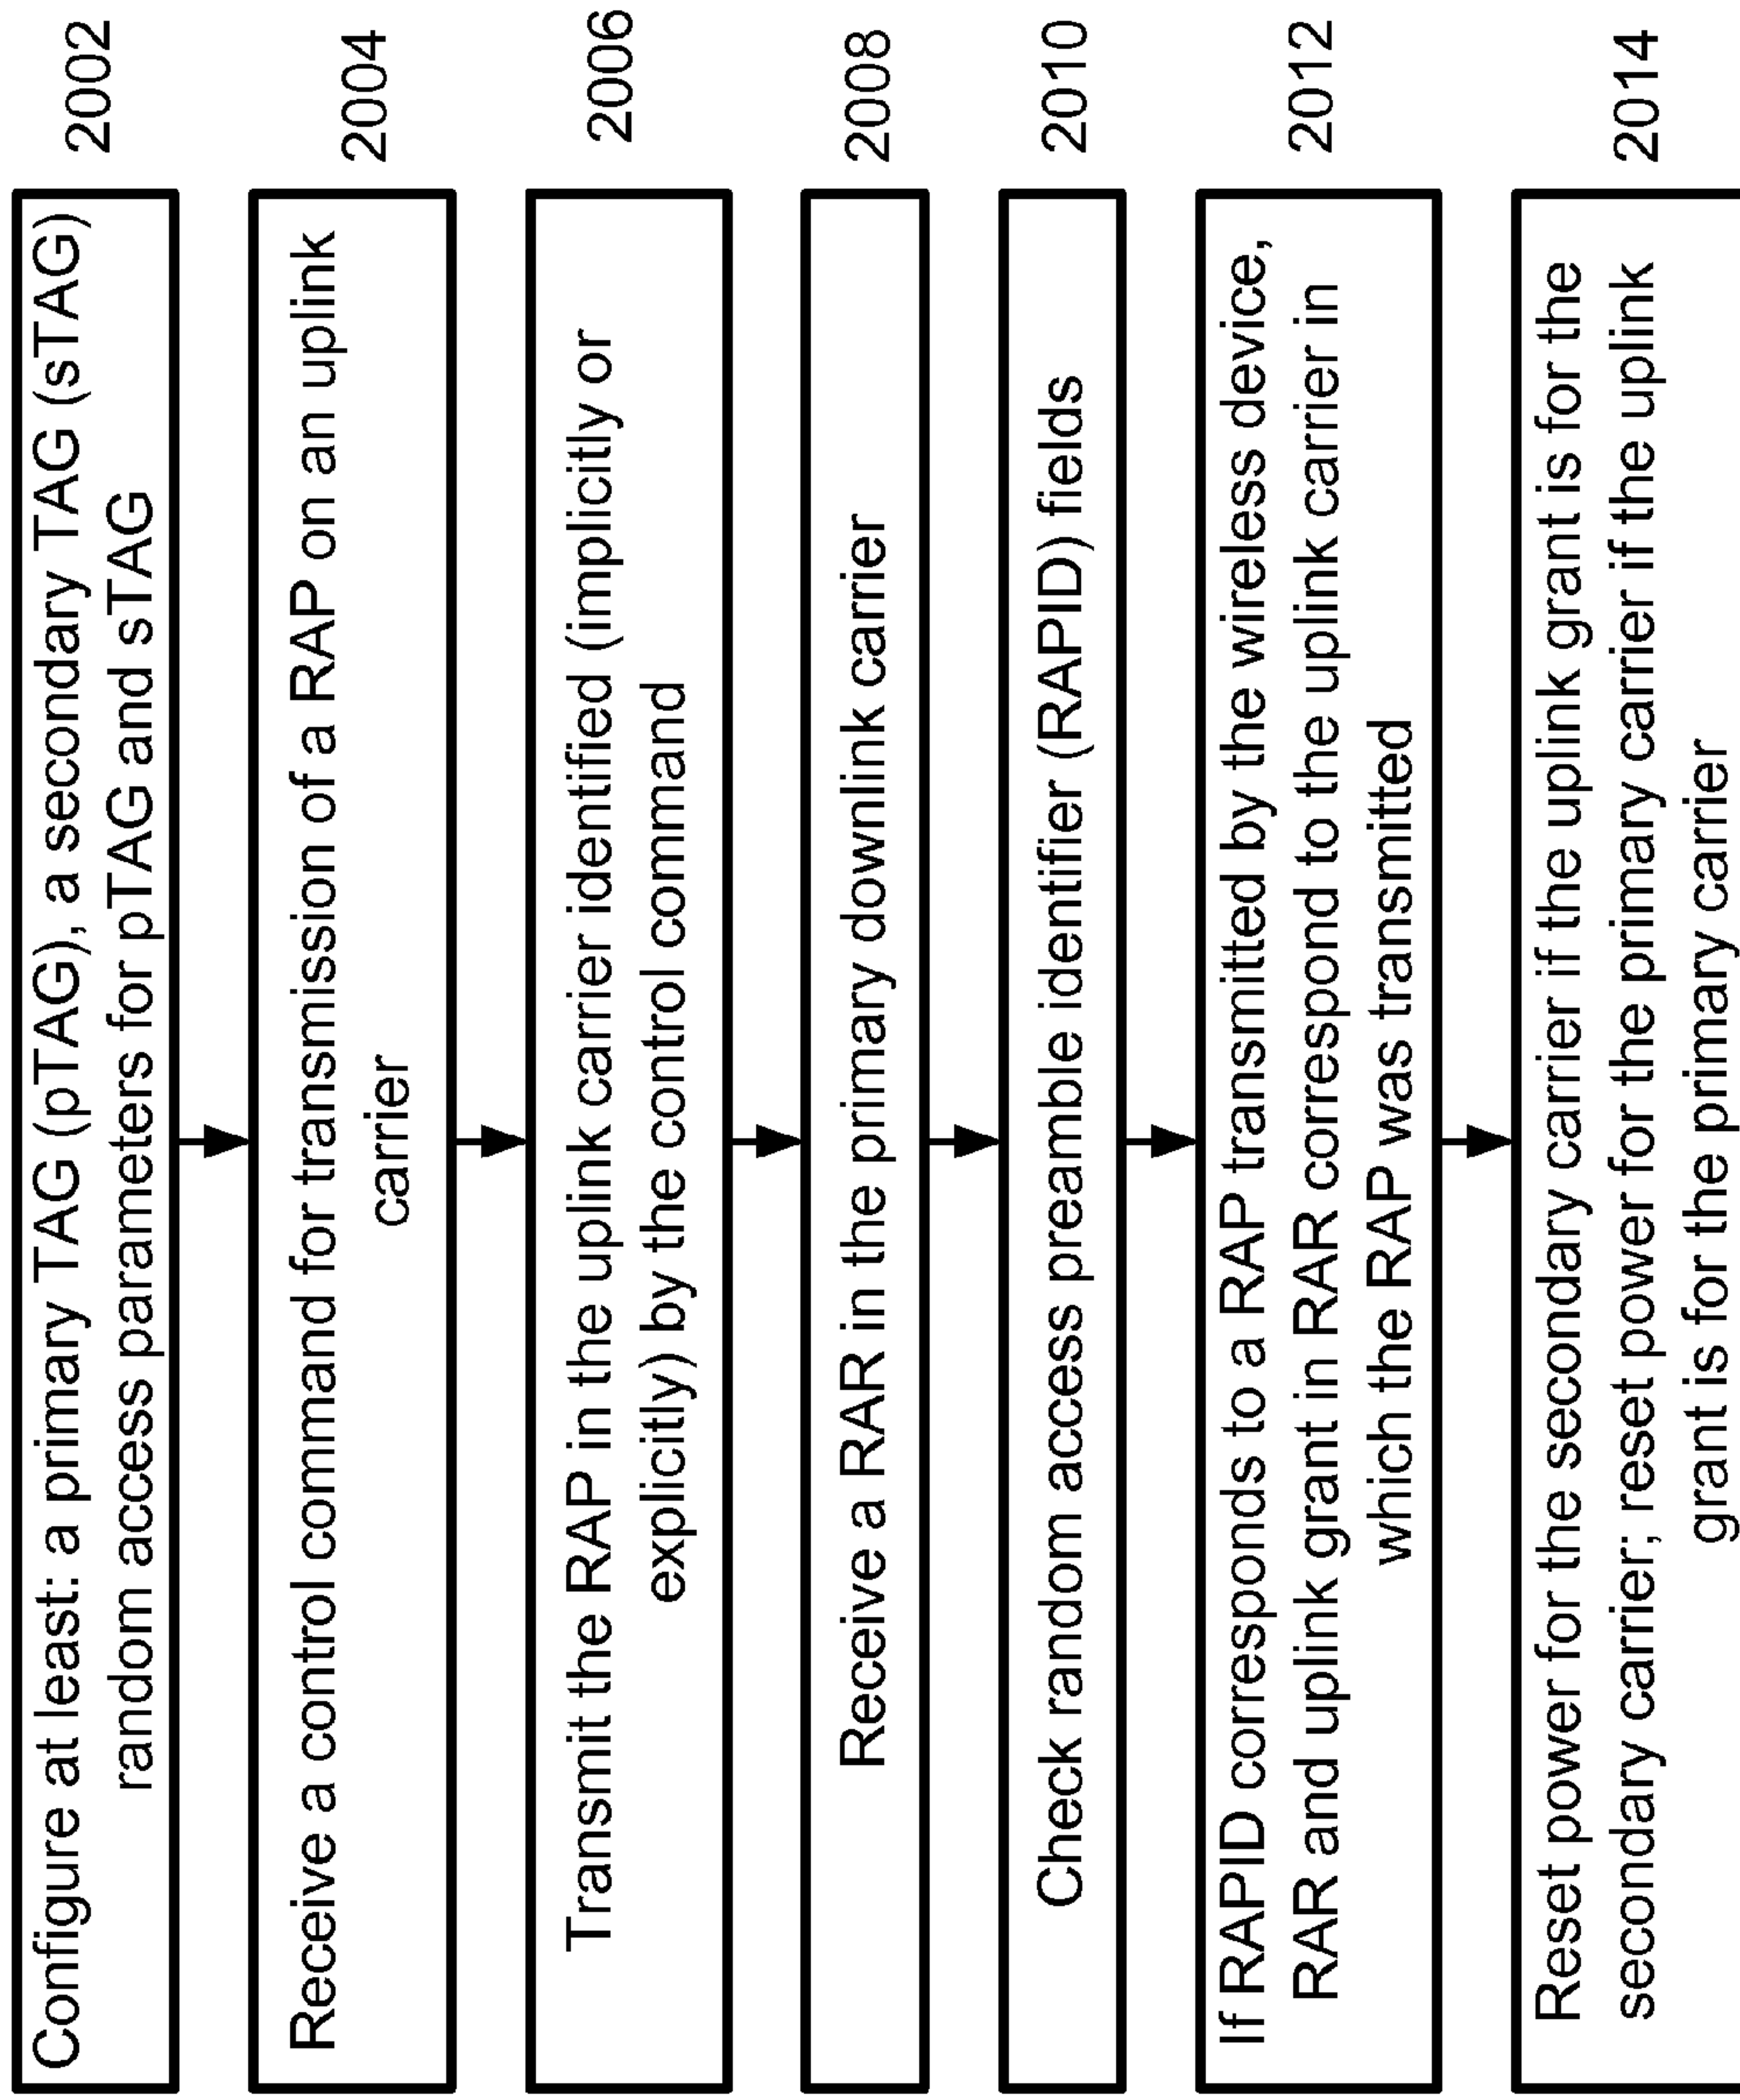 Configure at least: a primary TAG (pTAG), a secondary TAG (sTAG)
random access parameters for pTAG and sTAG
2002
Receive a control command for transmission of a RAP on an uplink
carrier
2004
Transmit the RAP in the uplink carrier identified (implicitly or
explicitly) by the control command
2006
Receive a RAR in the primary downlink carrier
2008
Check random access preamble identifier (RAPID) fields
2010
If RAPID corresponds to a RAP transmitted by the wireless device,
RAR and uplink grant in RAR correspond to the uplink carrier in
which the RAP was transmitted
2012
Reset power for the secondary carrier if the uplink grant is for the
secondary carrier; reset power for the primary carrier if the uplink
grant is for the primary carrier
2014